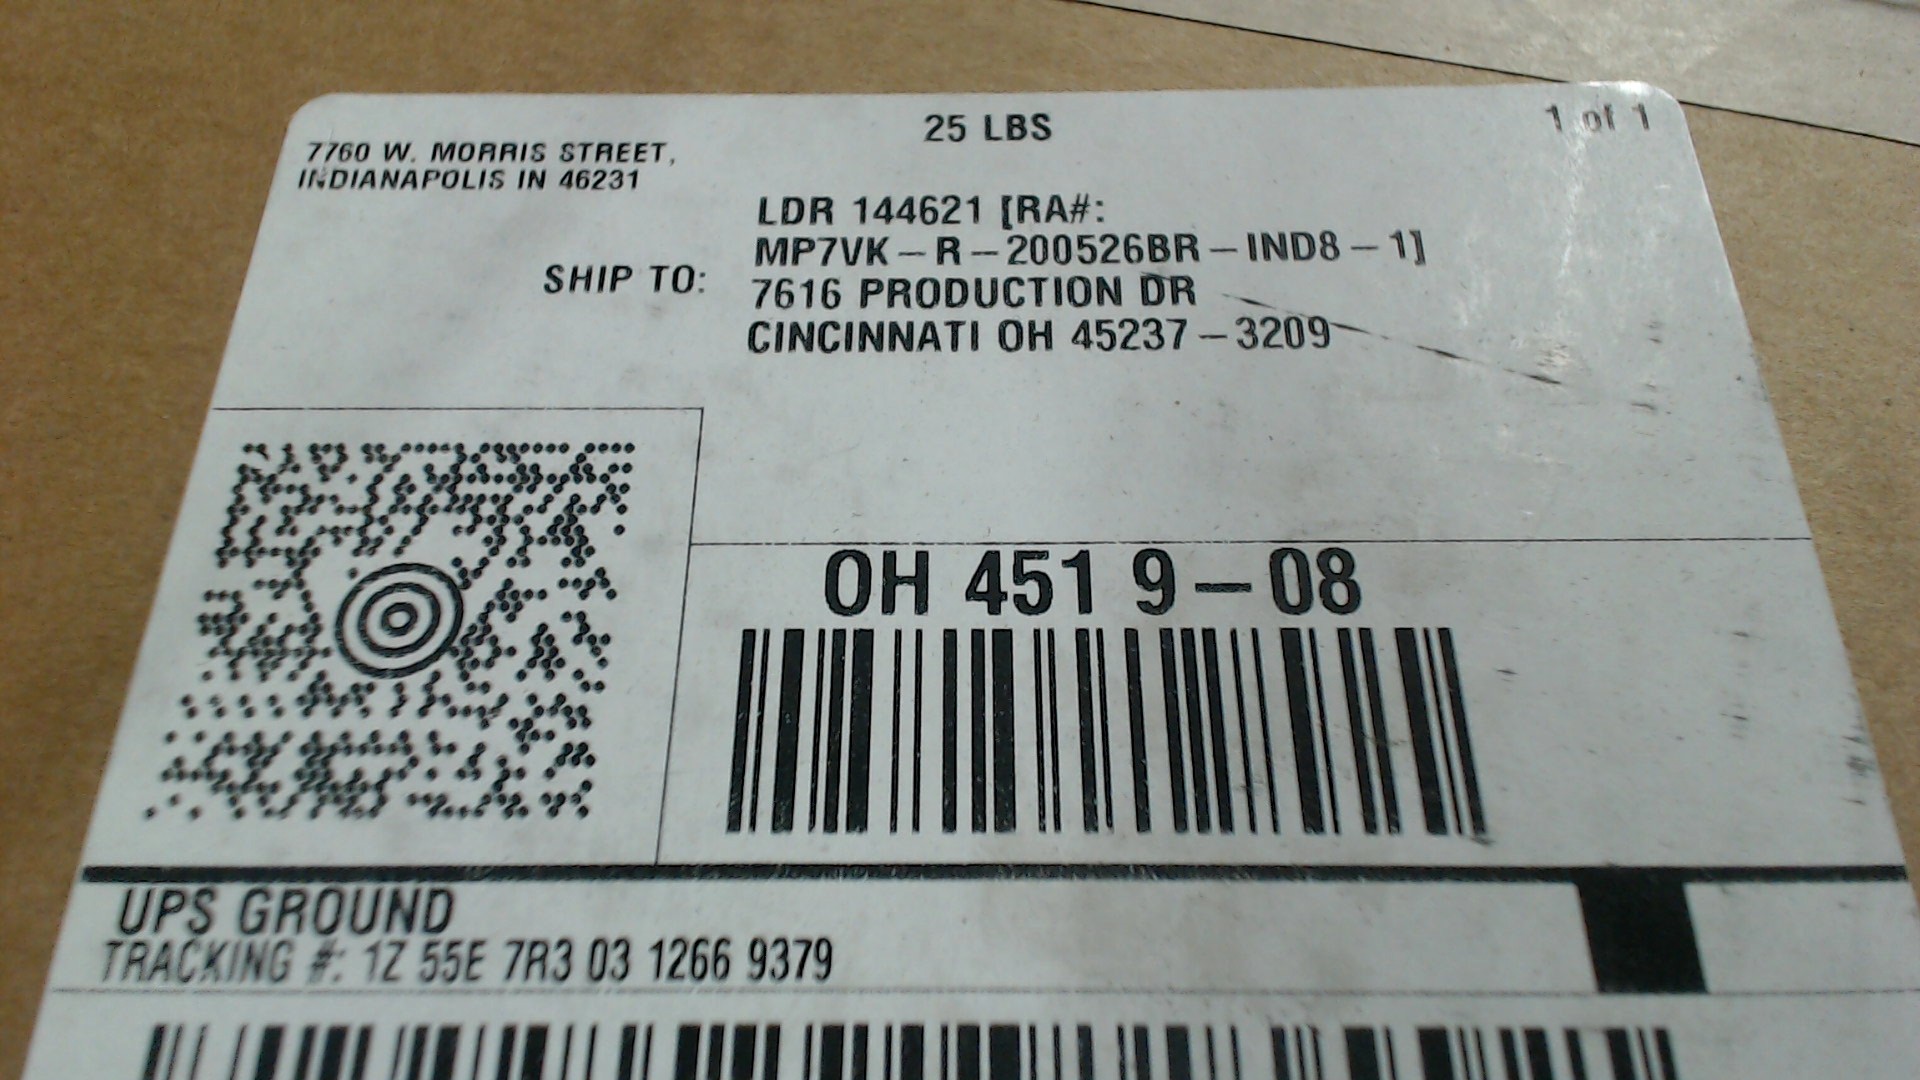 25 LBS
1 of 1
7760 W. MORRIS STREET,
INDIANAPOLIS IN 46231
SHIP TO:
LDR 144621 [RA#:
MP7VK-R-200526BR-IND8-1]
7616 PRODUCTION DR
CINCINNATI OH 45237-3209
OH 451 9-08
UPS GROUND
TRACKING #: 1Z 55E 7R3 03 1266 9379